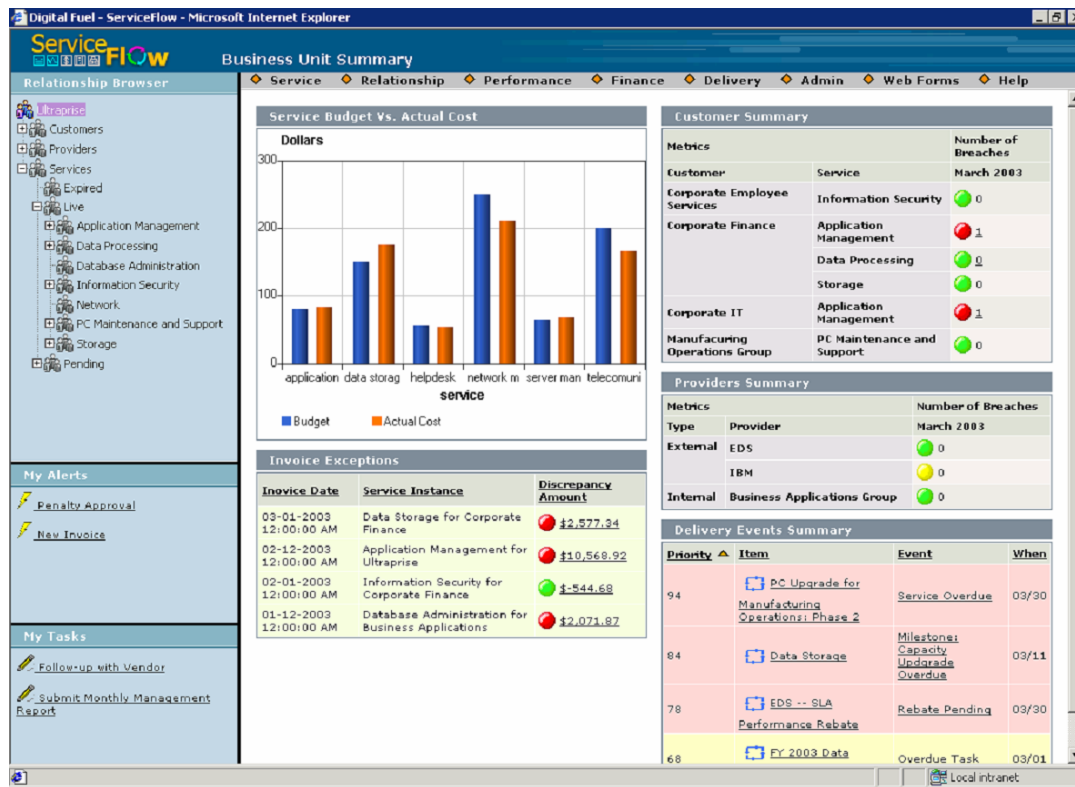 Digital Fuel - ServiceFlow - Microsoft Internet Explorer
ServiceFlow
Business Unit Summary
Relationship Browser
Service Relationship Performance Finance Delivery Admin Web Forms Help
Ultraprise
Customers
Providers
Services
Expired
Live
Application Management
Data Processing
Database Administration
Information Security
Network
PC Maintenance and Support
Storage
Pending
My Alerts
Penalty Approval
New Invoice
My Tasks
Follow-up with Vendor
Submit Monthly Management
Report
Service Budget Vs. Actual Cost
Dollars
300
200
100
0
application data storag helpdesk network m server man telecomuni
service
Budget Actual Cost
Invoice Exceptions
Inovice Date Service Instance Discrepancy
Amount
03-01-2003 Data Storage for Corporate
12:00:00 AM Finance $2,577.34
02-12-2003 Application Management for
12:00:00 AM Ultraprise $10,568.92
02-01-2003 Information Security for
12:00:00 AM Corporate Finance $-544.68
01-12-2003 Database Administration for
12:00:00 AM Business Applications $2,071.87
Customer Summary
Metrics Number of
Breaches
Customer Service March 2003
Corporate Employee
Services Information Security 0
Corporate Finance Application
Management 1
Data Processing 0
Storage 0
Corporate IT Application
Management 1
Manufacuring PC Maintenance and
Operations Group Support 0
Providers Summary
Metrics Number of Breaches
Type Provider March 2003
External EDS 0
IBM 0
Internal Business Applications Group 0
Delivery Events Summary
Priority Item Event When
94 PC Upgrade for
Manufacturing
Operations: Phase 2 Service Overdue 03/30
84 Data Storage Milestone:
Capacity
Updgrade
Overdue 03/11
78 EDS -- SLA
Performance Rebate Rebate Pending 03/30
68 FY 2003 Data Overdue Task 03/01
Local intranet